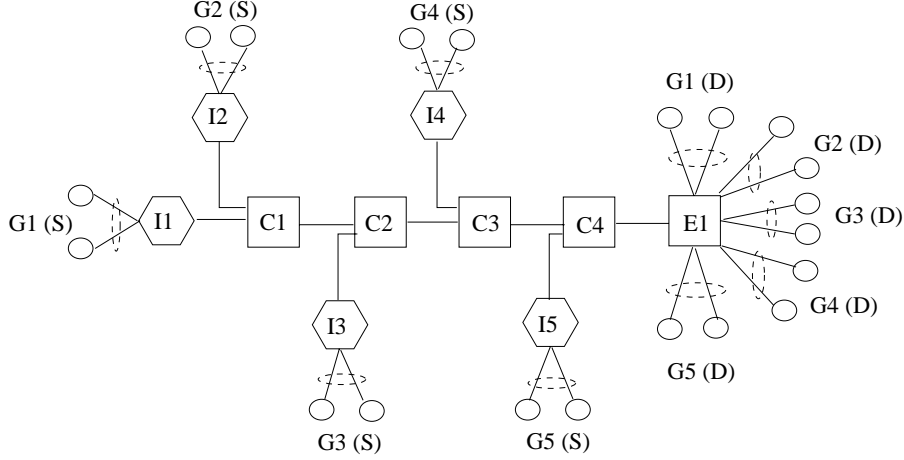 G2 (S)
G4 (S)
G1 (D)
I2
I4
G2 (D)
G1 (S)
I1
C1
C2
C3
C4
E1
G3 (D)
I3
I5
G4 (D)
G5 (D)
G3 (S)
G5 (S)